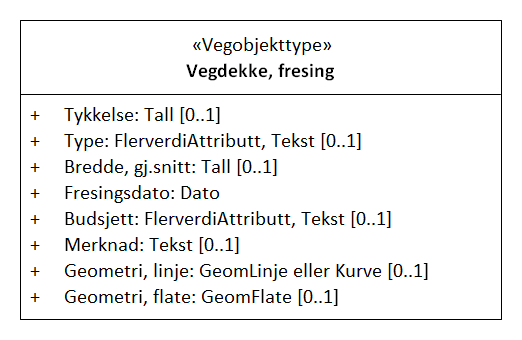 «Vegobjekttype»
Vegdekke, fresing
+ Tykkelse: Tall [0..1]
+ Type: FlerverdiAttributt, Tekst [0..1]
+ Bredde, gj.snitt: Tall [0..1]
+ Fresingsdato: Dato
+ Budsjett: FlerverdiAttributt, Tekst [0..1]
+ Merknad: Tekst [0..1]
+ Geometri, linje: GeomLinje eller Kurve [0..1]
+ Geometri, flate: GeomFlate [0..1]